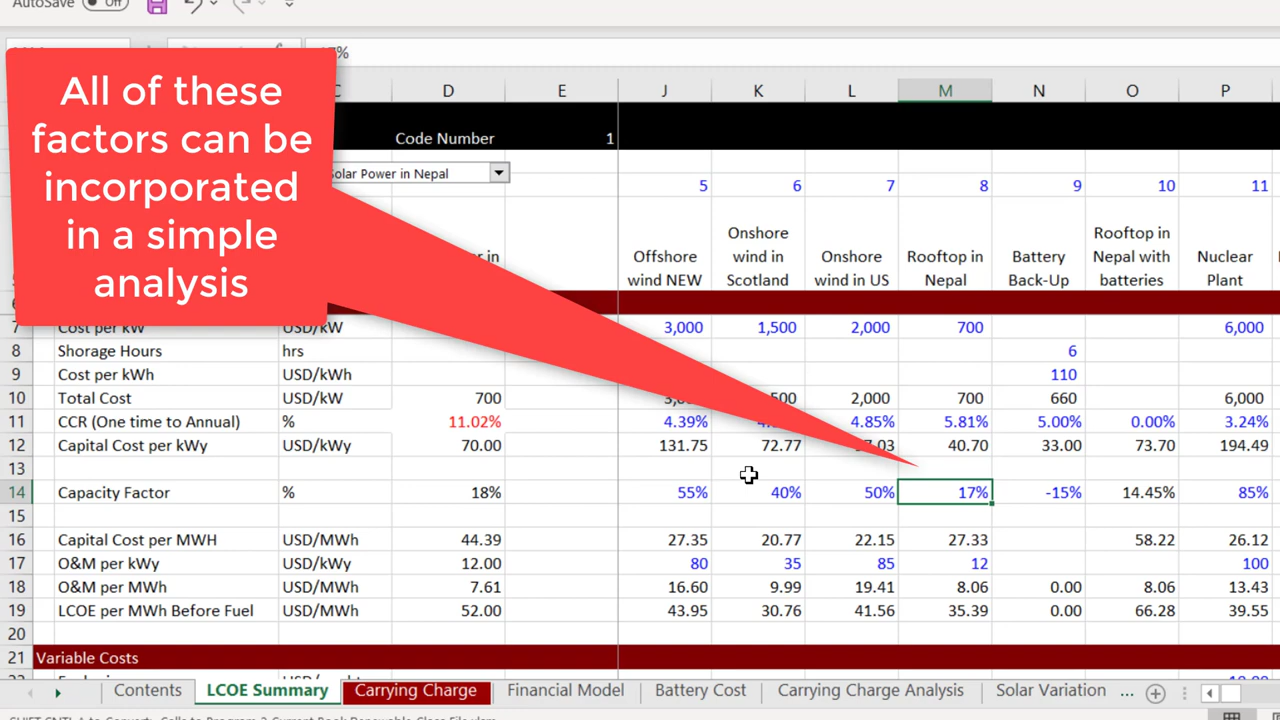 AutoSave Off
All of these
factors can be
incorporated
in a simple
analysis
D E J K L M N O P
Code Number 1
Solar Power in Nepal
5 6 7 8 9 10 11
Offshore wind NEW
Onshore wind in Scotland
Onshore wind in US
Rooftop in Nepal
Battery Back-Up
Rooftop in Nepal with batteries
Nuclear Plant
7 Cost per kW USD/kW 3,000 1,500 2,000 700 6,000
8 Shorage Hours hrs 6
9 Cost per kWh USD/kWh 110
10 Total Cost USD/kW 700 2,000 700 660 6,000
11 CCR (One time to Annual) % 11.02% 4.39% 4.85% 5.81% 5.00% 0.00% 3.24%
12 Capital Cost per kWy USD/kWy 70.00 131.75 72.77 40.70 33.00 73.70 194.49
13
14 Capacity Factor % 18% 55% 40% 50% 17% -15% 14.45% 85%
15
16 Capital Cost per MWH USD/MWh 44.39 27.35 20.77 22.15 27.33 58.22 26.12
17 O&M per kWy USD/kWy 12.00 80 35 85 12 100
18 O&M per MWh USD/MWh 7.61 16.60 9.99 19.41 8.06 0.00 8.06 13.43
19 LCOE per MWh Before Fuel USD/MWh 52.00 43.95 30.76 41.56 35.39 0.00 66.28 39.55
20
21 Variable Costs
Contents LCOE Summary Carrying Charge Financial Model Battery Cost Carrying Charge Analysis Solar Variation ...